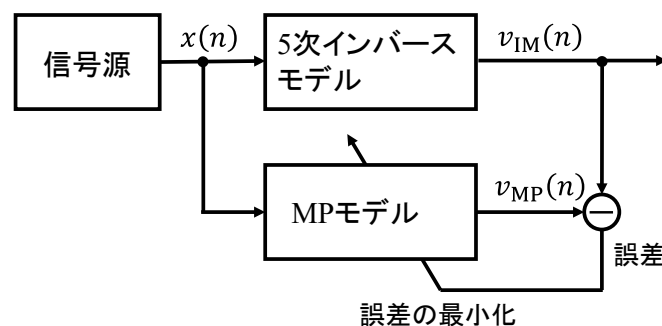 信号源
x(n)
5次インバース
モデル
v_IM(n)
MPモデル
v_MP(n)
誤差
誤差の最小化